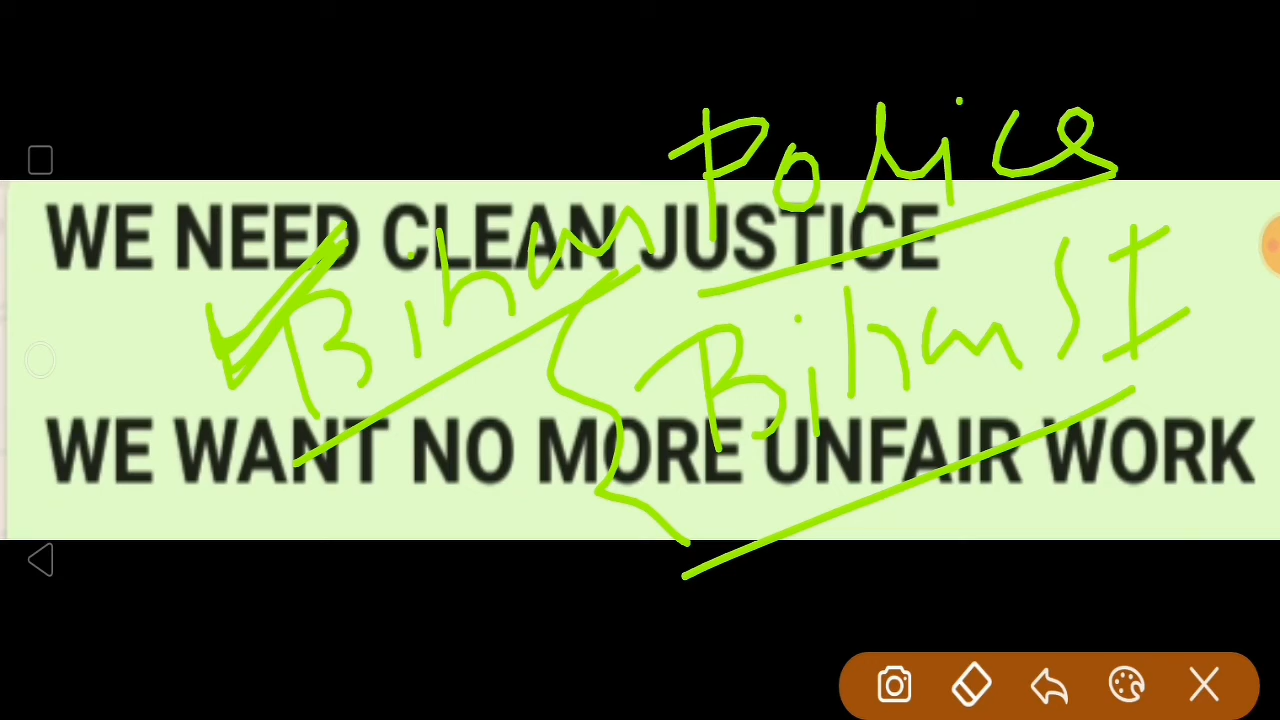 Police
WE NEED CLEAN JUSTICE
Bihar
Bihar SI
WE WANT NO MORE UNFAIR WORK